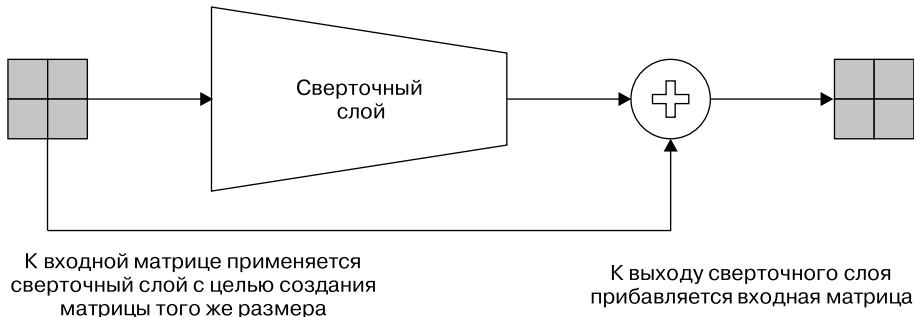 Сверточный
слой
К входной матрице применяется
сверточный слой с целью создания
матрицы того же размера
К выходу сверточного слоя
прибавляется входная матрица